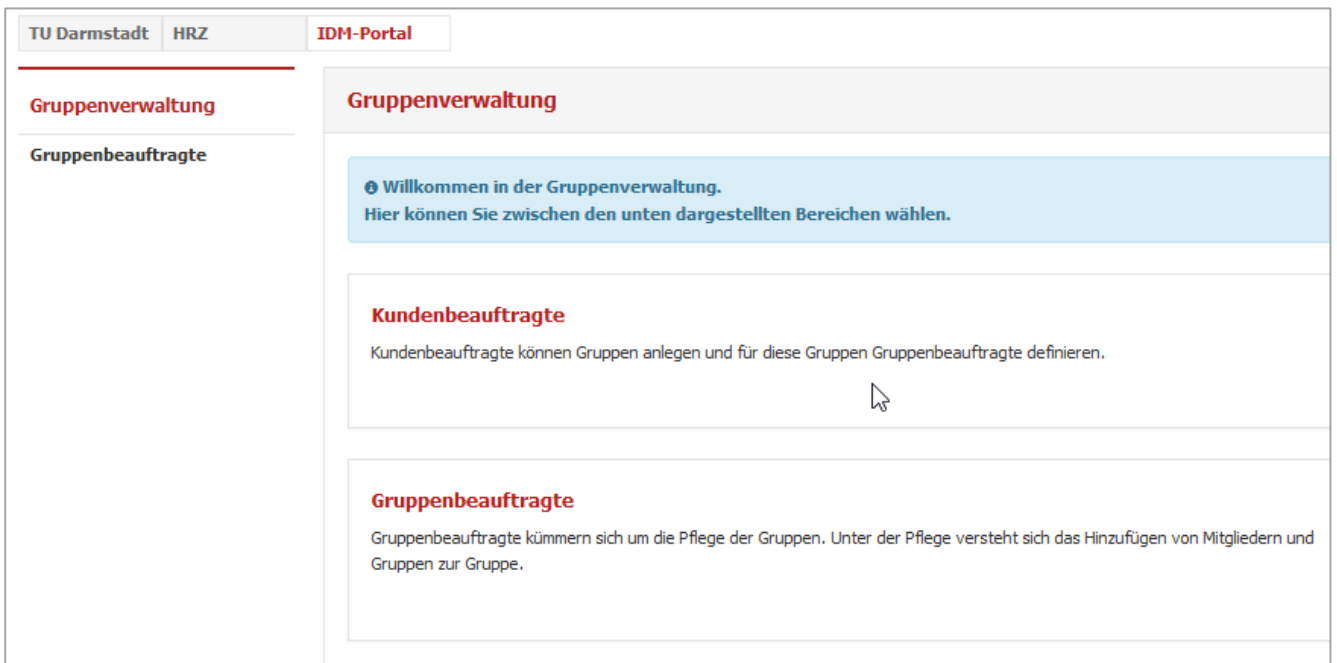 TU Darmstadt HRZ IDM-Portal
Gruppenverwaltung
Gruppenbeauftragte
Gruppenverwaltung
Willkommen in der Gruppenverwaltung.
Hier können Sie zwischen den unten dargestellten Bereichen wählen.
Kundenbeauftragte
Kundenbeauftragte können Gruppen anlegen und für diese Gruppen Gruppenbeauftragte definieren.
Gruppenbeauftragte
Gruppenbeauftragte kümmern sich um die Pflege der Gruppen. Unter der Pflege versteht sich das Hinzufügen von Mitgliedern und
Gruppen zur Gruppe.